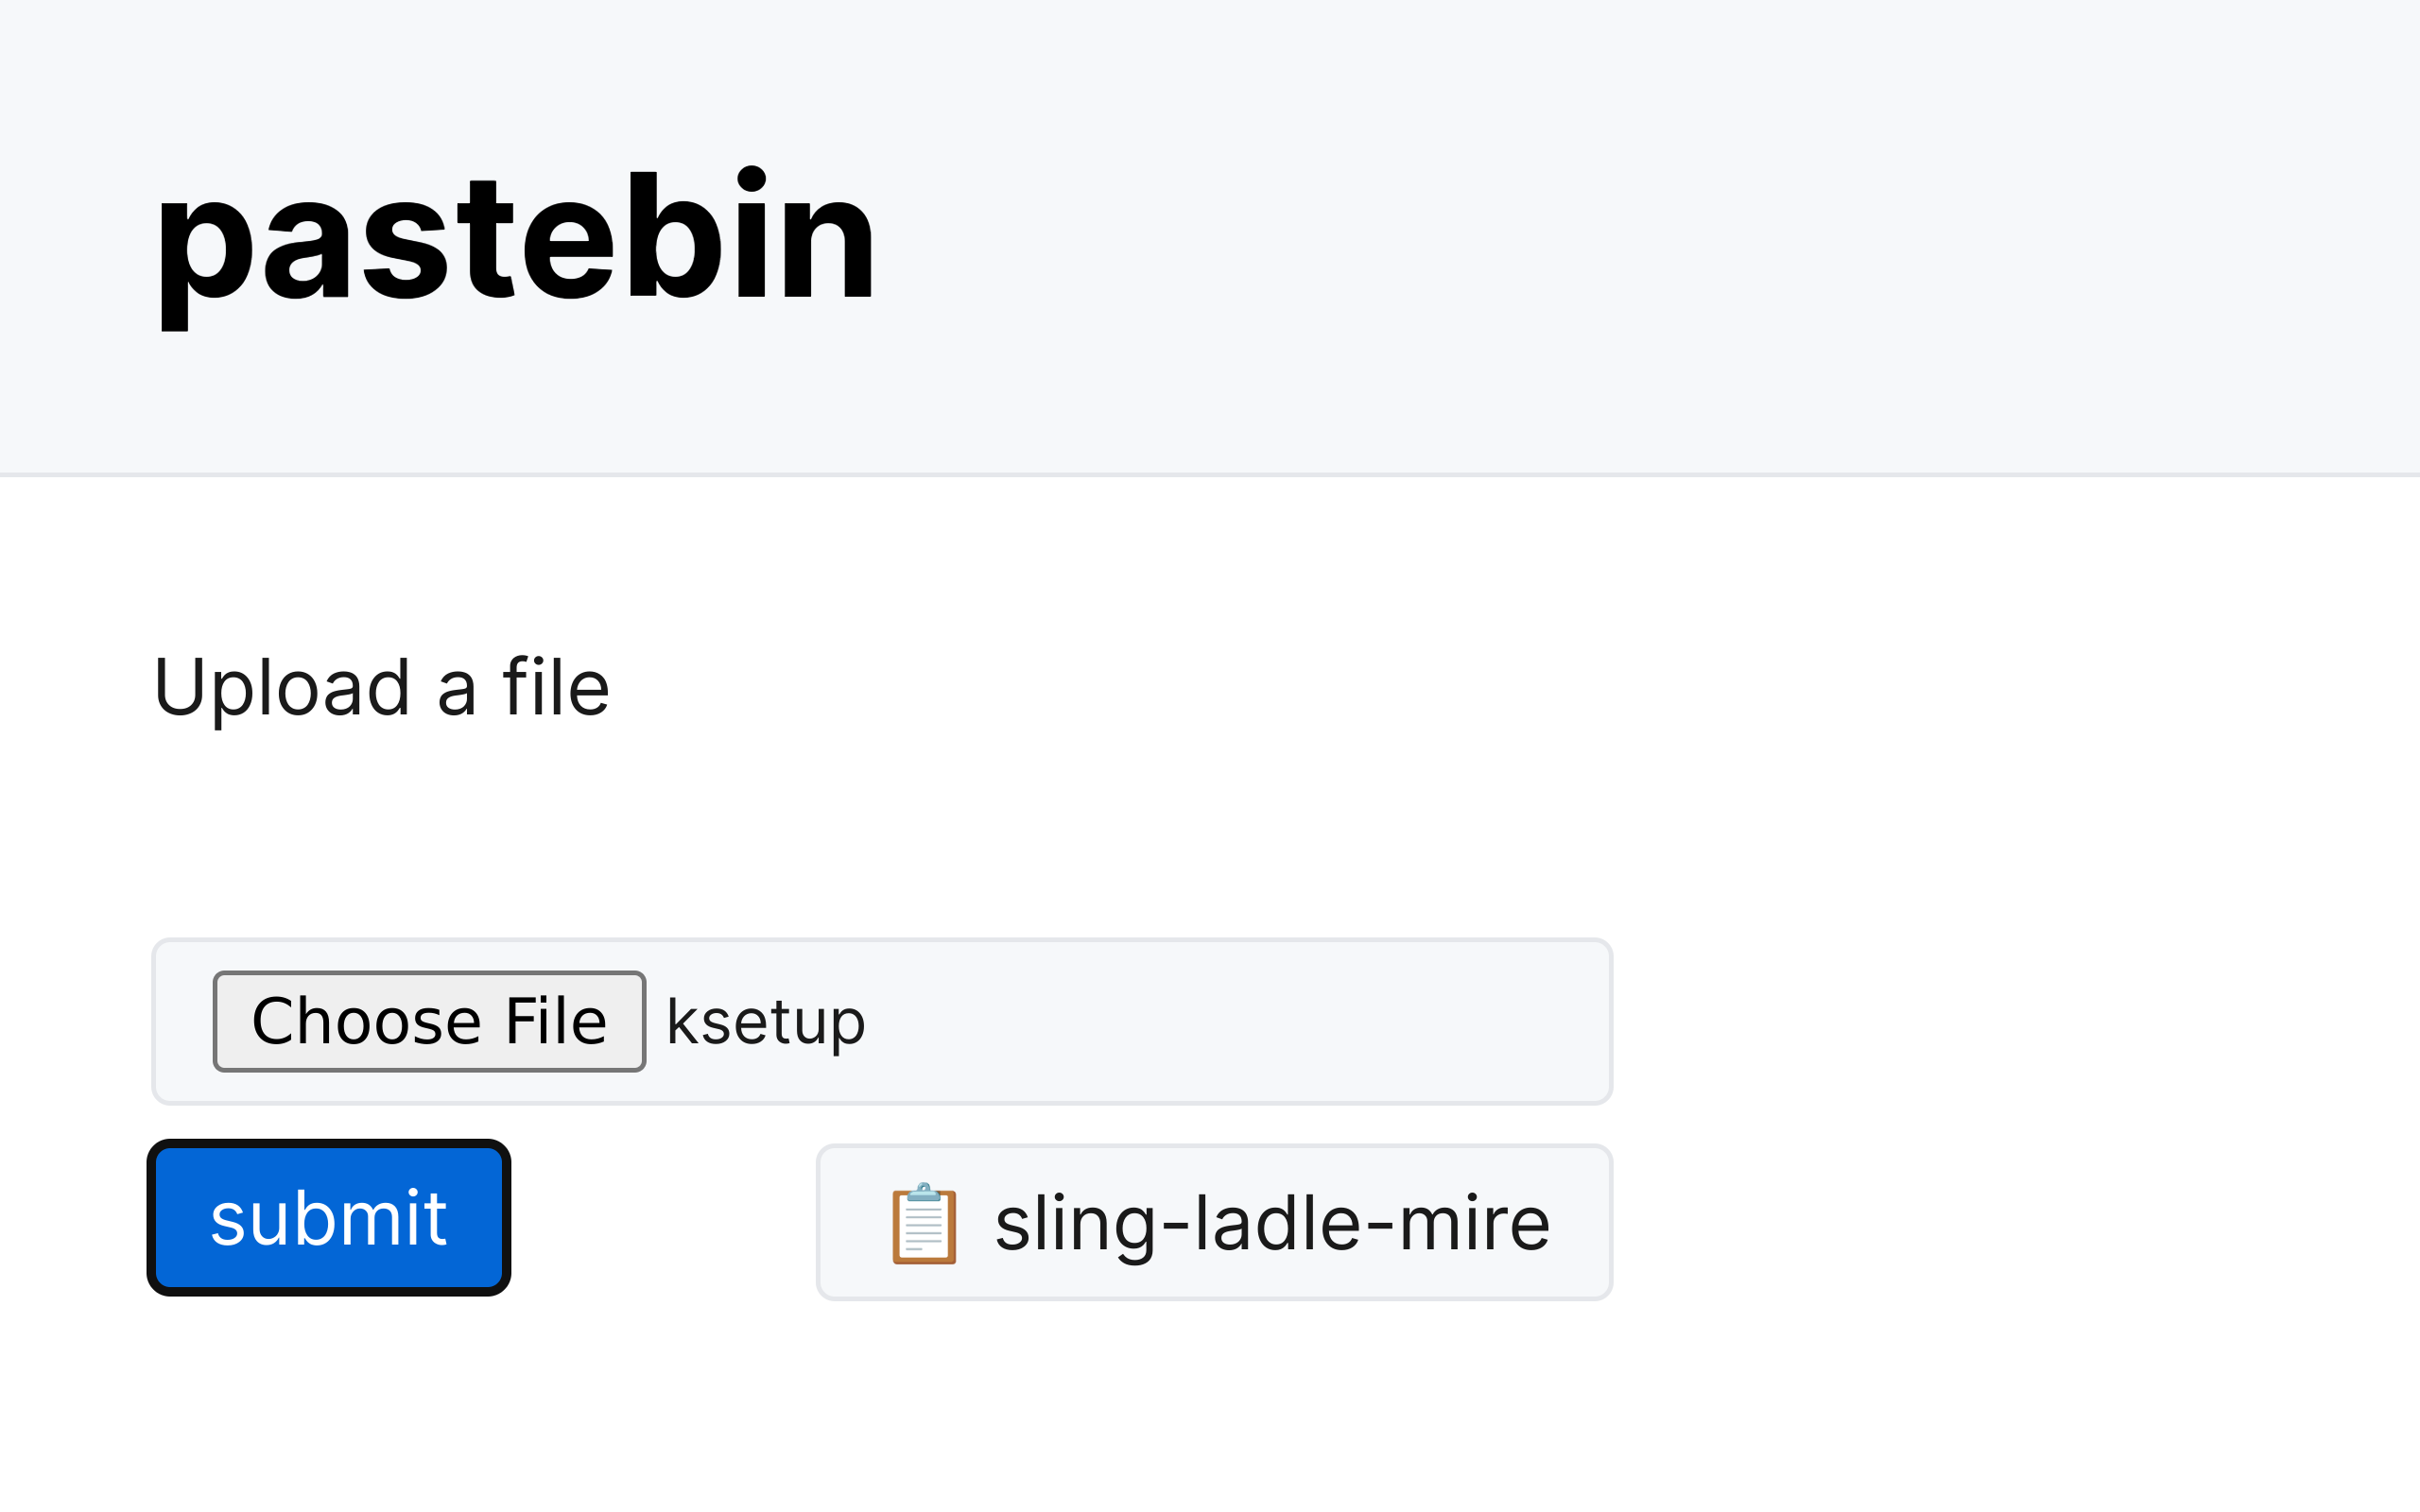 pastebin
Upload a file
Choose File ksetup
submit
sling-ladle-mire